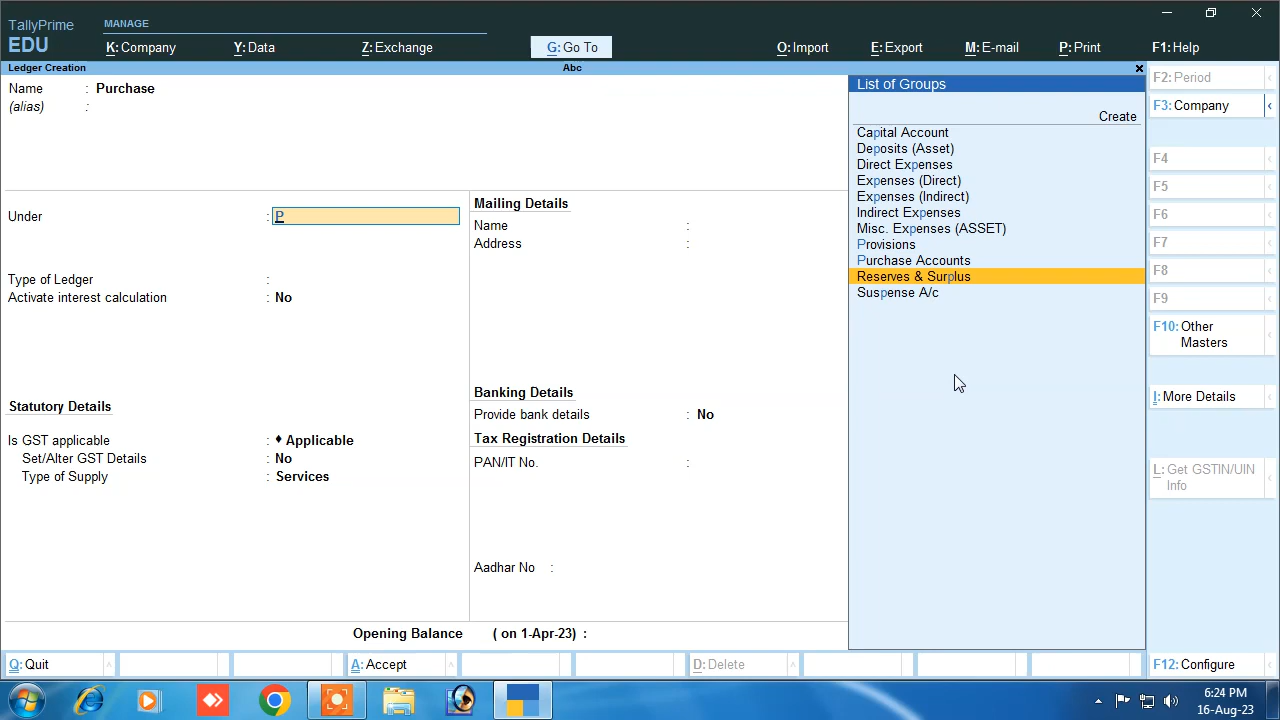 TallyPrime
EDU
MANAGE
K: Company
Y: Data
Z: Exchange
G: Go To
O: Import
E: Export
M: E-mail
P: Print
F1: Help
Ledger Creation
Abc
Name : Purchase
(alias) :
Under : P
Type of Ledger :
Activate interest calculation : No
Statutory Details
Is GST applicable : ♦ Applicable
Set/Alter GST Details : No
Type of Supply : Services
Mailing Details
Name :
Address :
Banking Details
Provide bank details : No
Tax Registration Details
PAN/IT No. :
Aadhar No :
Opening Balance ( on 1-Apr-23) :
List of Groups
Create
Capital Account
Deposits (Asset)
Direct Expenses
Expenses (Direct)
Expenses (Indirect)
Indirect Expenses
Misc. Expenses (ASSET)
Provisions
Purchase Accounts
Reserves & Surplus
Suspense A/c
F2: Period
F3: Company
F4
F5
F6
F7
F8
F9
F10: Other
Masters
I: More Details
L: Get GSTIN/UIN
Info
Q: Quit
A: Accept
D: Delete
F12: Configure
6:24 PM
16-Aug-23